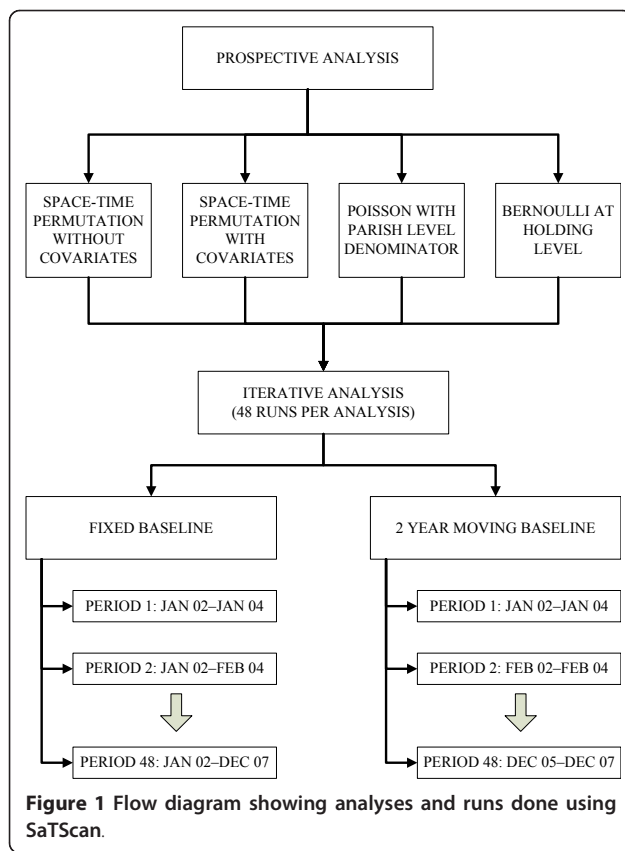 PROSPECTIVE ANALYSIS
SPACE-TIME
PERMUTATION
WITHOUT
COVARIATES
SPACE-TIME
PERMUTATION
WITH
COVARIATES
POISSON WITH
PARISH LEVEL
DENOMINATOR
BERNOULLI AT
HOLDING
LEVEL
ITERATIVE ANALYSIS
(48 RUNS PER ANALYSIS)
FIXED BASELINE
2 YEAR MOVING BASELINE
PERIOD 1: JAN 02–JAN 04
PERIOD 1: JAN 02–JAN 04
PERIOD 2: JAN 02–FEB 04
PERIOD 2: FEB 02–FEB 04
PERIOD 48: JAN 02–DEC 07
PERIOD 48: DEC 05–DEC 07
Figure 1 Flow diagram showing analyses and runs done using
SaTScan.